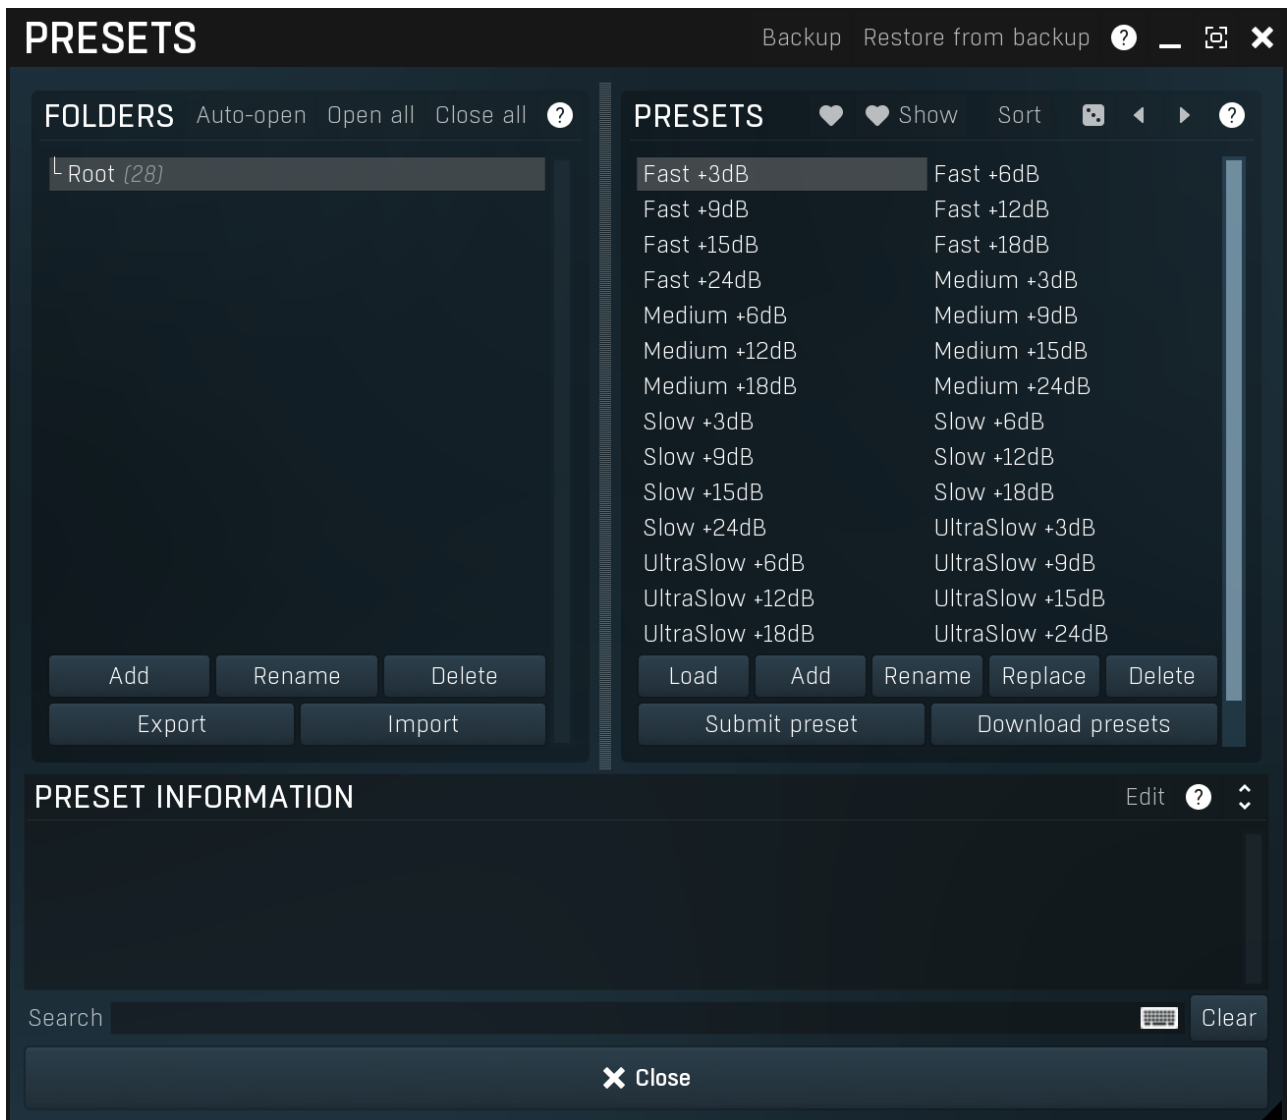 PRESETS Backup Restore from backup ?
FOLDERS Auto-open Open all Close all ?
Root (28)
Add Rename Delete
Export Import
PRESETS Show Sort ?
Fast +3dB Fast +6dB
Fast +9dB Fast +12dB
Fast +15dB Fast +18dB
Fast +24dB Medium +3dB
Medium +6dB Medium +9dB
Medium +12dB Medium +15dB
Medium +18dB Medium +24dB
Slow +3dB Slow +6dB
Slow +9dB Slow +12dB
Slow +15dB Slow +18dB
Slow +24dB UltraSlow +3dB
UltraSlow +6dB UltraSlow +9dB
UltraSlow +12dB UltraSlow +15dB
UltraSlow +18dB UltraSlow +24dB
Load Add Rename Replace Delete
Submit preset Download presets
PRESET INFORMATION Edit ?
Search Clear
Close